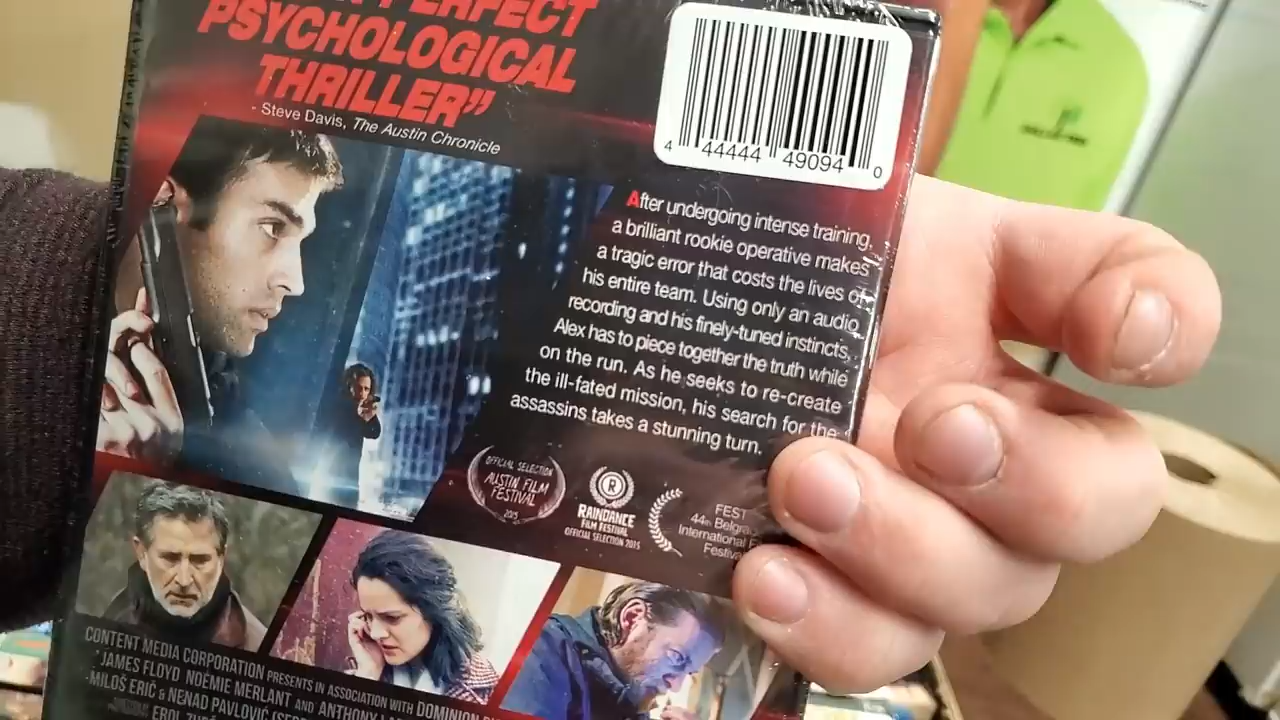 PERFECT
PSYCHOLOGICAL
THRILLER”
- Steve Davis, The Austin Chronicle
4 44444 49094 0
After undergoing intense training,
a brilliant rookie operative makes
a tragic error that costs the lives of
his entire team. Using only an audio
recording and his finely-tuned instincts,
Alex has to piece together the truth while
on the run. As he seeks to re-create
the ill-fated mission, his search for the
assassins takes a stunning turn.
OFFICIAL SELECTION
AUSTIN FILM
FESTIVAL
2015
R
RAINDANCE
FILM FESTIVAL
OFFICIAL SELECTION 2015
FEST
44th
International
CONTENT MEDIA CORPORATION PRESENTS IN ASSOCIATION WITH DOMINION
JAMES FLOYD NOÉMIE MERLANT AND ANTHONY
MILOŠ ERIĆ & NENAD PAVLOVIĆ
EROL